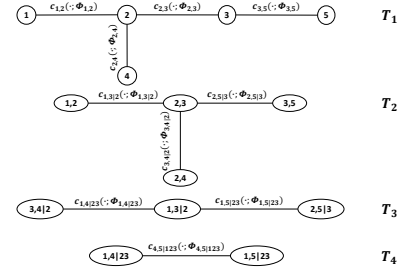 c₁,₂(·;Φ₁,₂) c₂,₃(·;Φ₂,₃) c₃,₅(·;Φ₃,₅)
1 2 3 5 T₁
c₂,₄(·;Φ₂,₄)
4
c₁,₃|₂(·;Φ₁,₃|₂) c₂,₅|₃(·;Φ₂,₅|₃)
1,2 2,3 3,5 T₂
c₃,₄|₂(·;Φ₃,₄|₂)
2,4
c₁,₄|₂₃(·;Φ₁,₄|₂₃) c₁,₅|₂₃(·;Φ₁,₅|₂₃)
3,4|2 1,3|2 2,5|3 T₃
c₄,₅|₁₂₃(·;Φ₄,₅|₁₂₃)
1,4|23 1,5|23 T₄